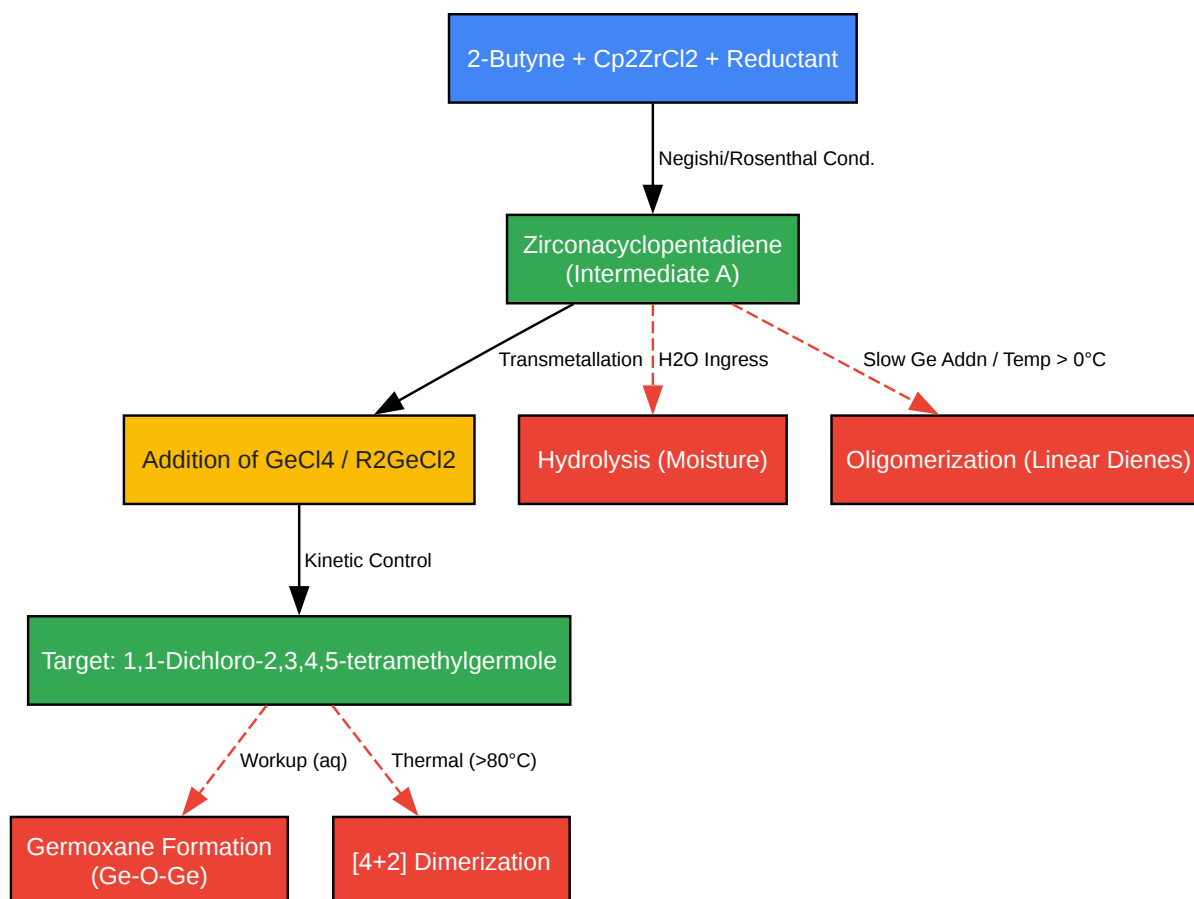 2-Butyne + Cp2ZrCl2 + Reductant
Negishi/Rosenthal Cond.
Zirconacyclopentadiene
(Intermediate A)
Transmetallation
H2O Ingress
Slow Ge Addn / Temp > 0°C
Addition of GeCl4 / R2GeCl2
Hydrolysis (Moisture)
Oligomerization (Linear Dienes)
Kinetic Control
Target: 1,1-Dichloro-2,3,4,5-tetramethylgermole
Workup (aq)
Thermal (>80°C)
Germoxane Formation
(Ge-O-Ge)
[4+2] Dimerization